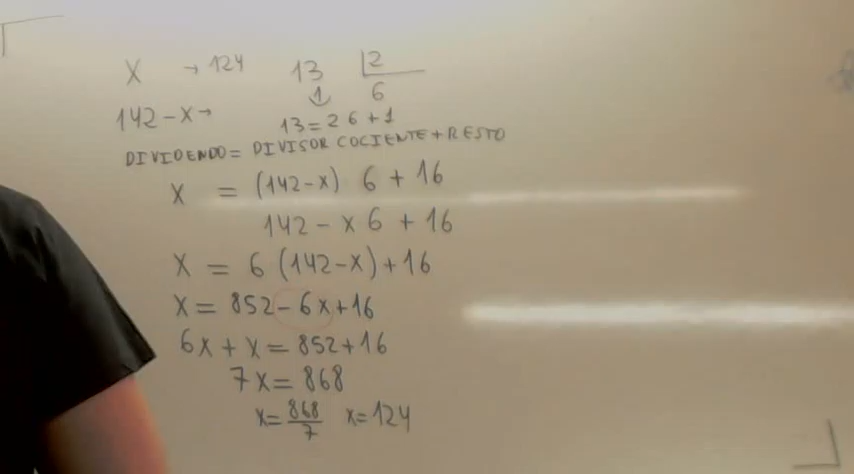 X → 124 13 |2
1 6
142-X→ 13=2 6+1
DIVIDENDO= DIVISOR COCIENTE+RESTO
X = (142-X) 6 + 16
142 - X 6 + 16
X = 6 (142-X)+16
X= 852-6X+16
6X+X=852+16
7X=868
X=868/7 X=124